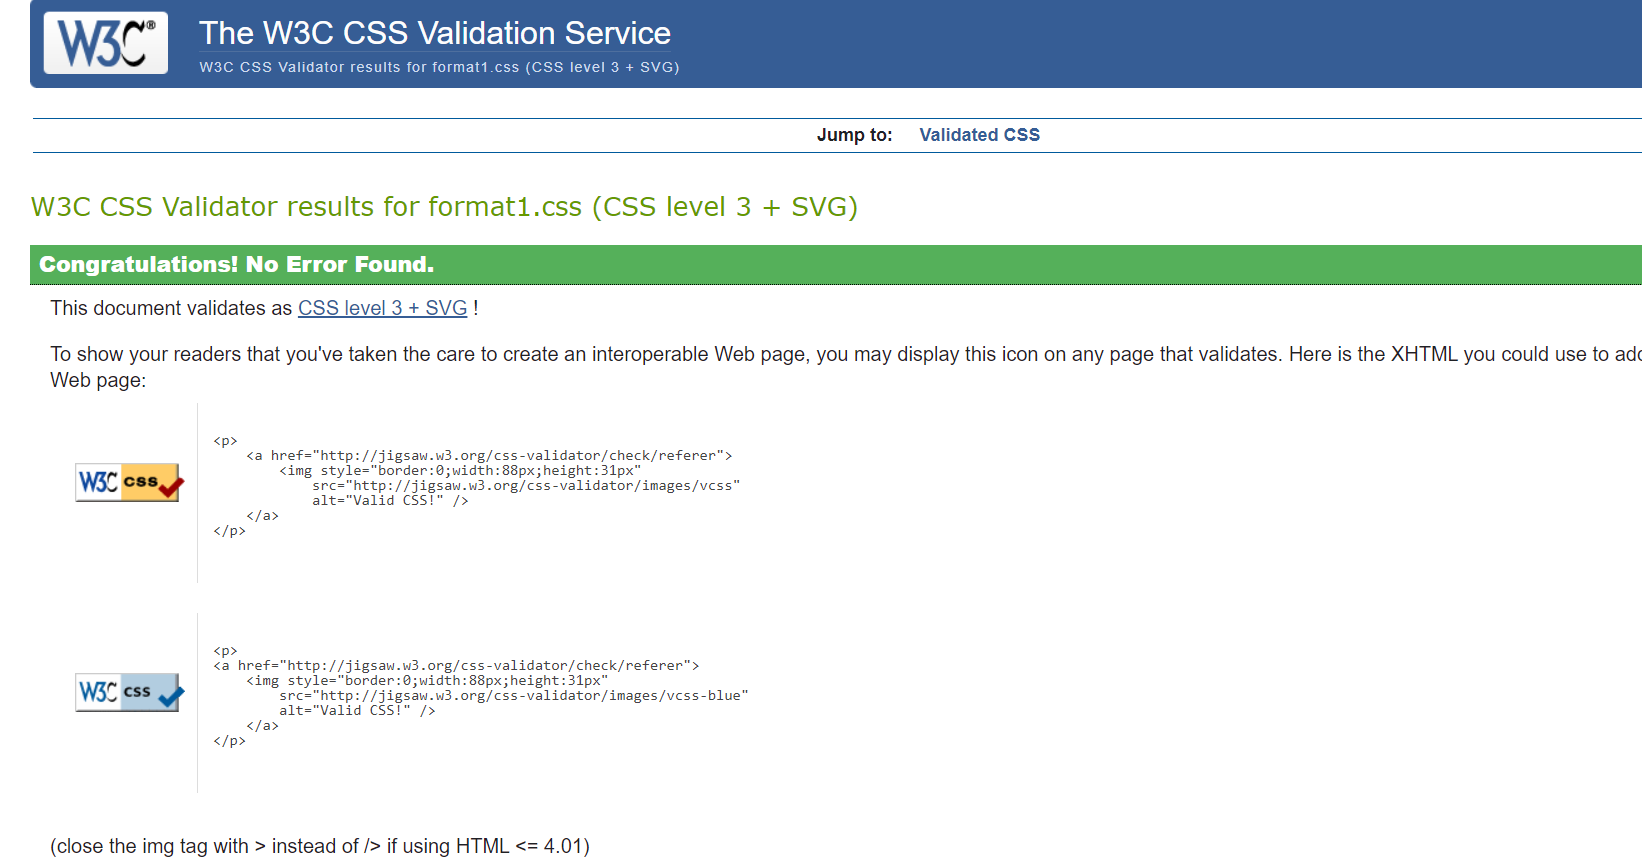 W3C®
The W3C CSS Validation Service
W3C CSS Validator results for format1.css (CSS level 3 + SVG)
Jump to: Validated CSS
W3C CSS Validator results for format1.css (CSS level 3 + SVG)
Congratulations! No Error Found.
This document validates as CSS level 3 + SVG !
To show your readers that you've taken the care to create an interoperable Web page, you may display this icon on any page that validates. Here is the XHTML you could use to
Web page:
W3C css
<p>
<a href="http://jigsaw.w3.org/css-validator/check/referer">
<img style="border:0;width:88px;height:31px"
src="http://jigsaw.w3.org/css-validator/images/vcss"
alt="Valid CSS!" />
</a>
</p>
W3C css
<p>
<a href="http://jigsaw.w3.org/css-validator/check/referer">
<img style="border:0;width:88px;height:31px"
src="http://jigsaw.w3.org/css-validator/images/vcss-blue"
alt="Valid CSS!" />
</a>
</p>
(close the img tag with > instead of /> if using HTML <= 4.01)